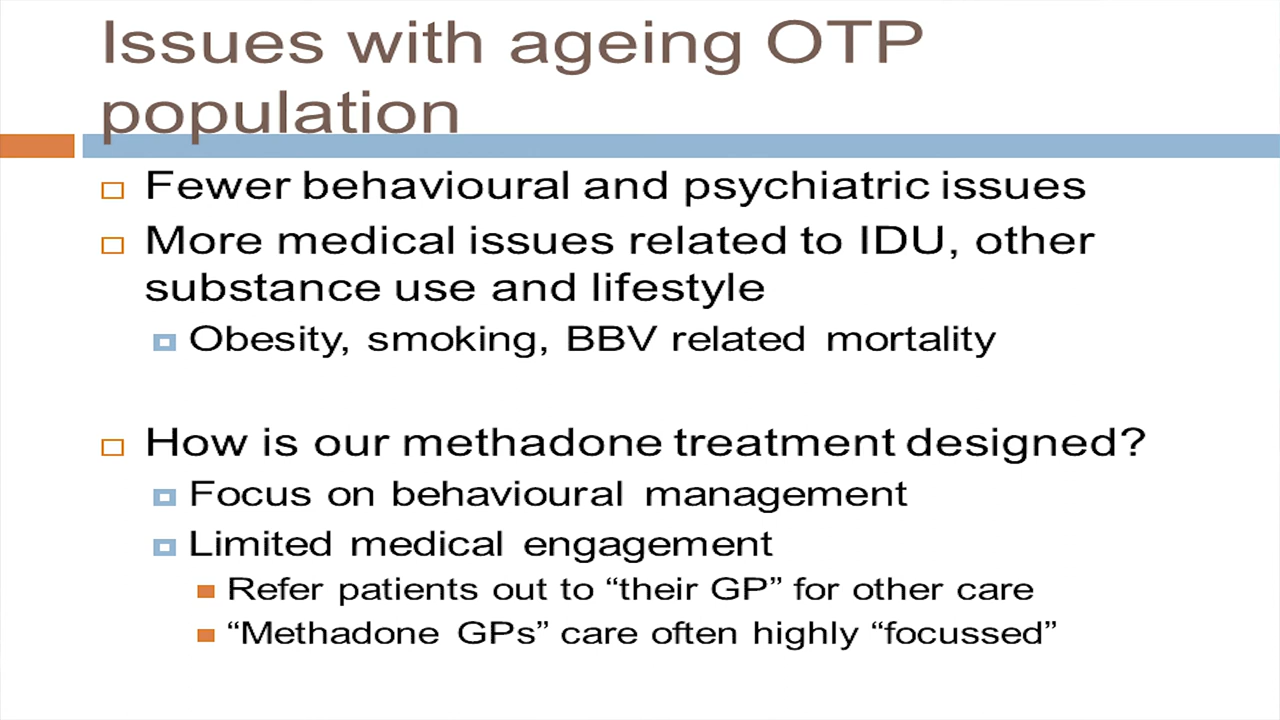 Issues with ageing OTP
population
Fewer behavioural and psychiatric issues
More medical issues related to IDU, other
substance use and lifestyle
Obesity, smoking, BBV related mortality
How is our methadone treatment designed?
Focus on behavioural management
Limited medical engagement
Refer patients out to “their GP” for other care
“Methadone GPs” care often highly “focussed”